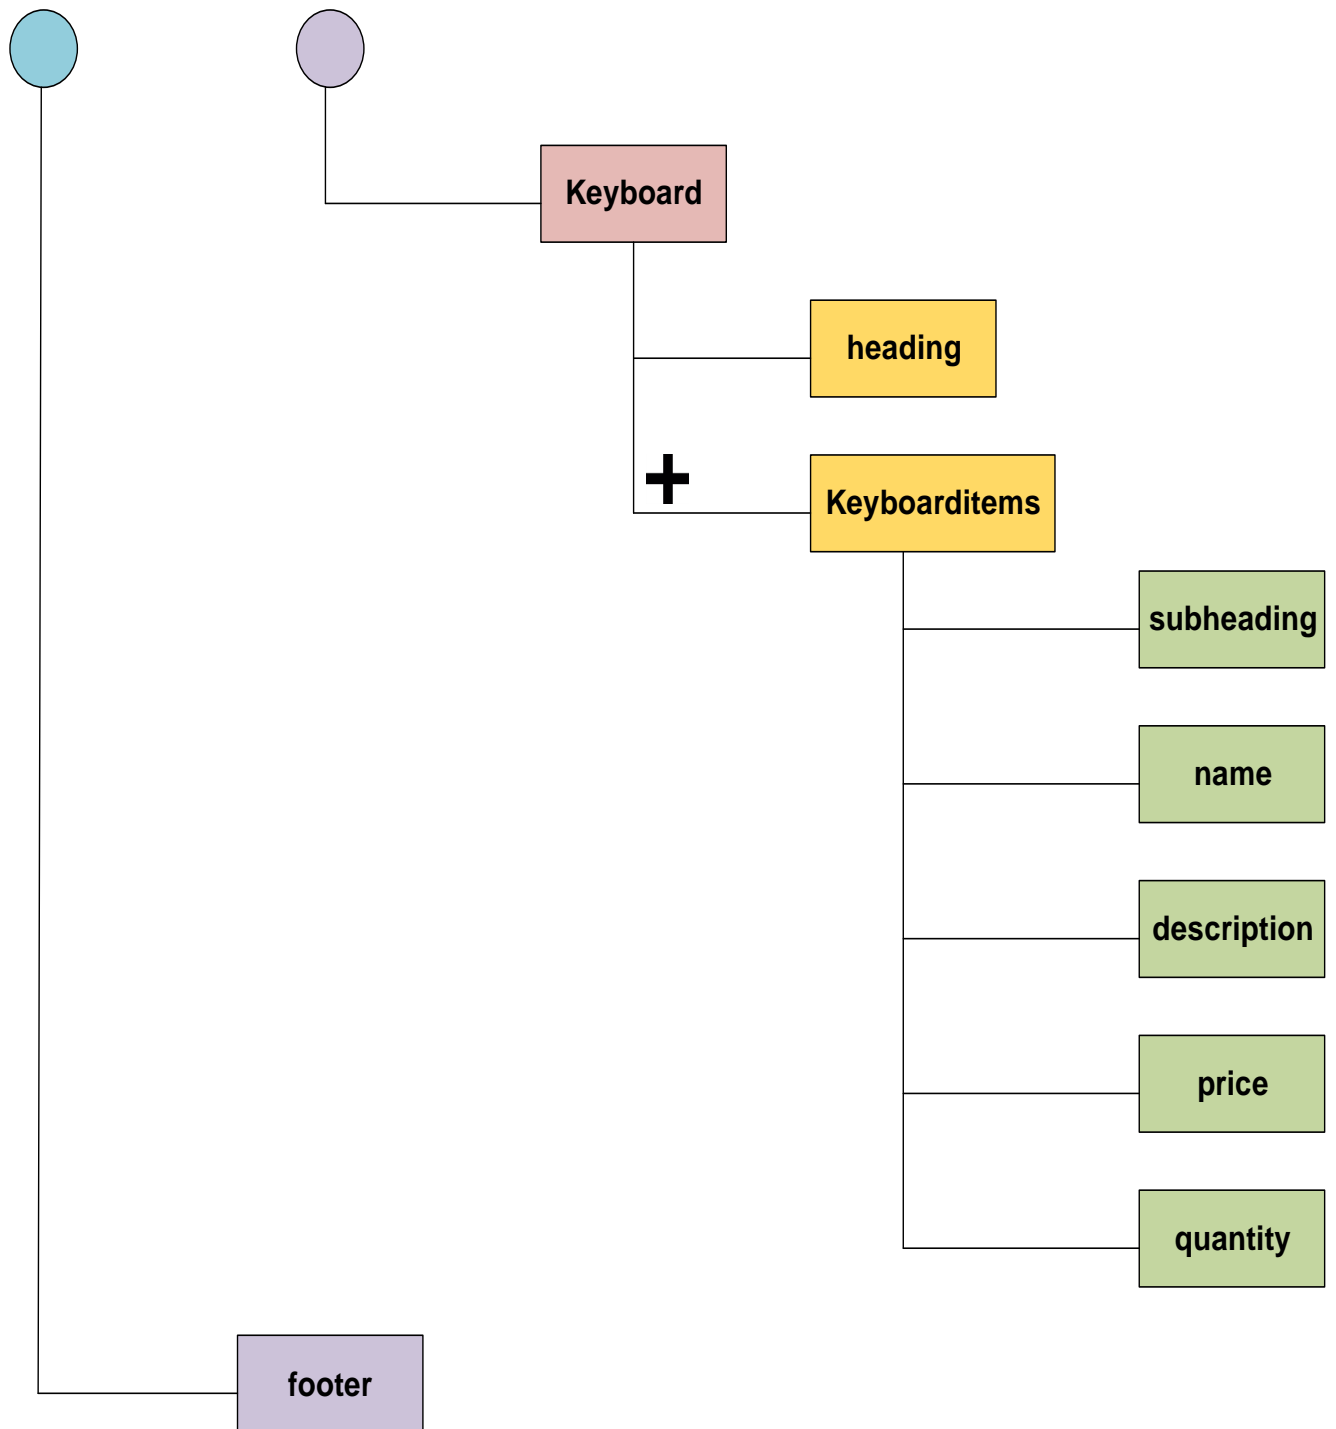 Keyboard
heading
+
Keyboarditems
subheading
name
description
price
quantity
footer